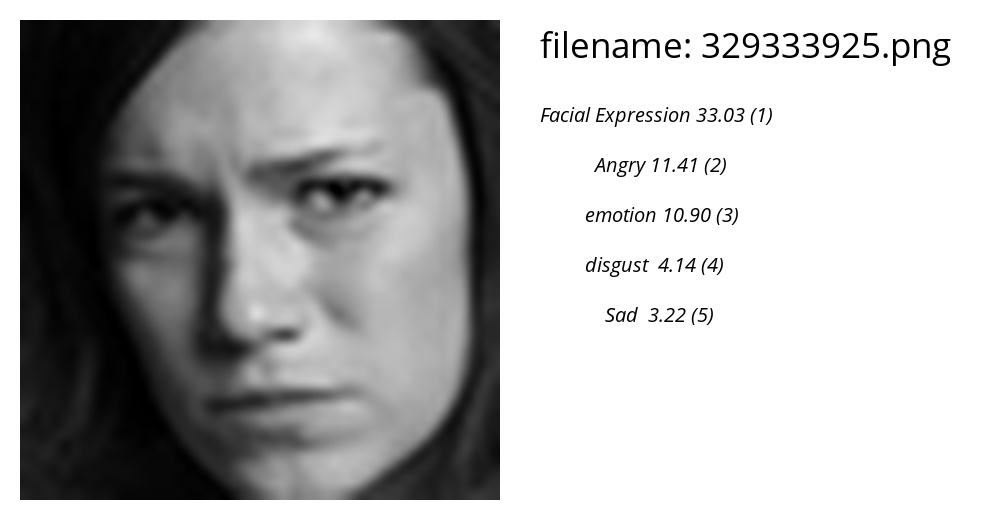 filename: 329333925.png
Facial Expression 33.03 (1)
Angry 11.41 (2)
emotion 10.90 (3)
disgust  4.14 (4)
Sad  3.22 (5)